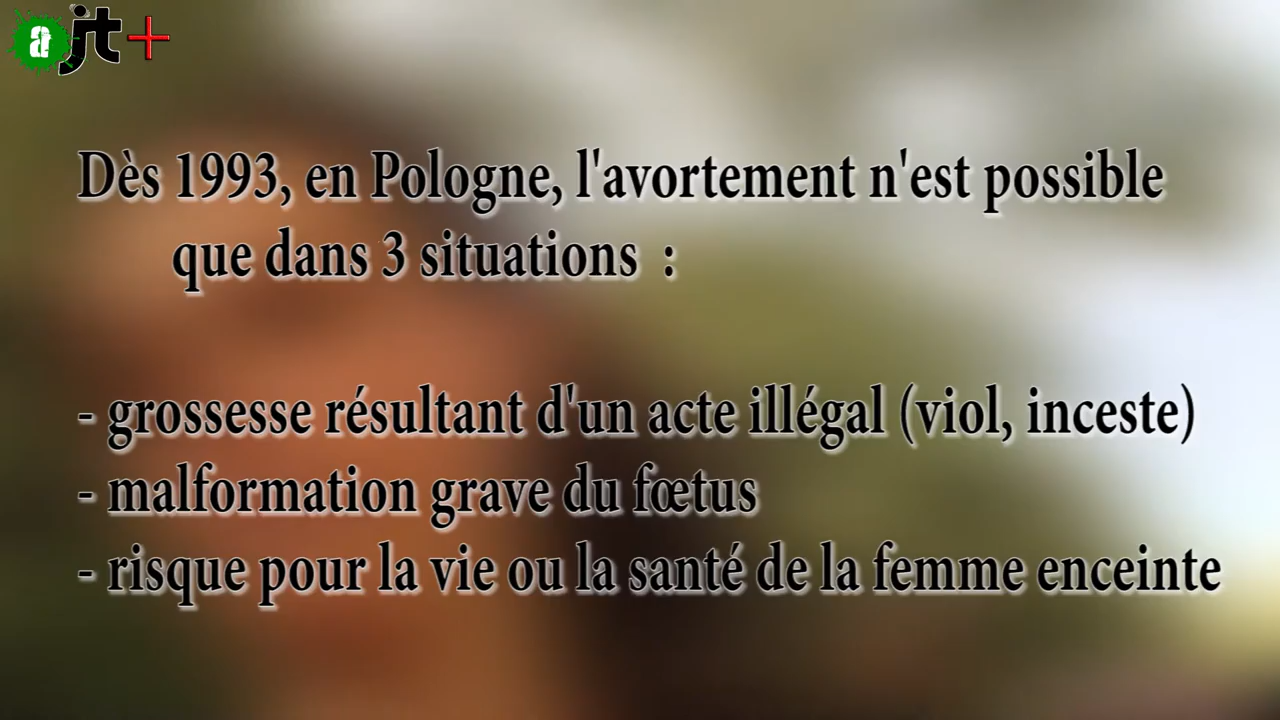 ajt+
Dès 1993, en Pologne, l'avortement n'est possible
que dans 3 situations :
- grossesse résultant d'un acte illégal (viol, inceste)
- malformation grave du fœtus
- risque pour la vie ou la santé de la femme enceinte